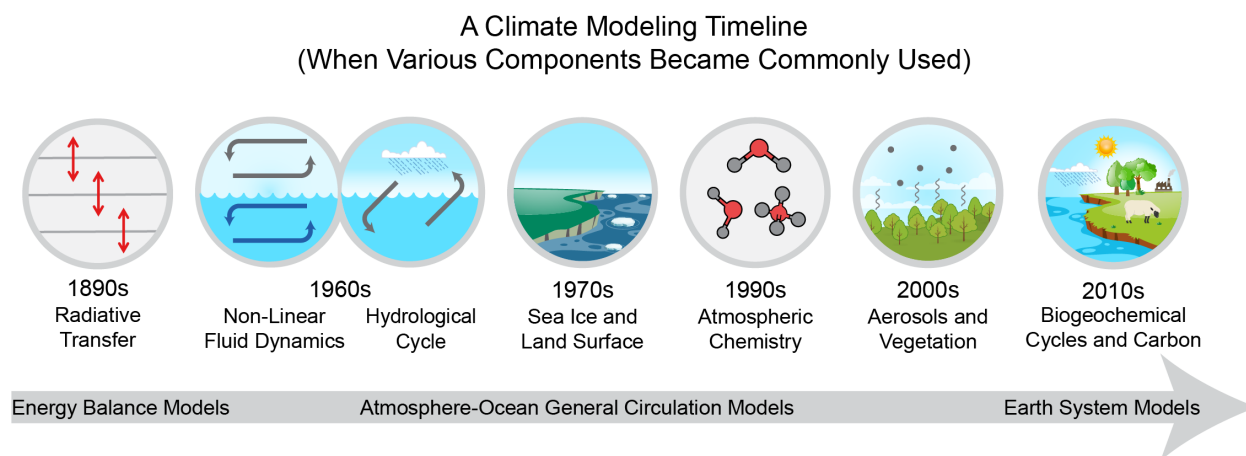 A Climate Modeling Timeline
(When Various Components Became Commonly Used)
1890s
Radiative
Transfer
1960s
Non-Linear
Fluid Dynamics
Hydrological
Cycle
1970s
Sea Ice and
Land Surface
1990s
Atmospheric
Chemistry
2000s
Aerosols and
Vegetation
2010s
Biogeochemical
Cycles and Carbon
Energy Balance Models
Atmosphere-Ocean General Circulation Models
Earth System Models